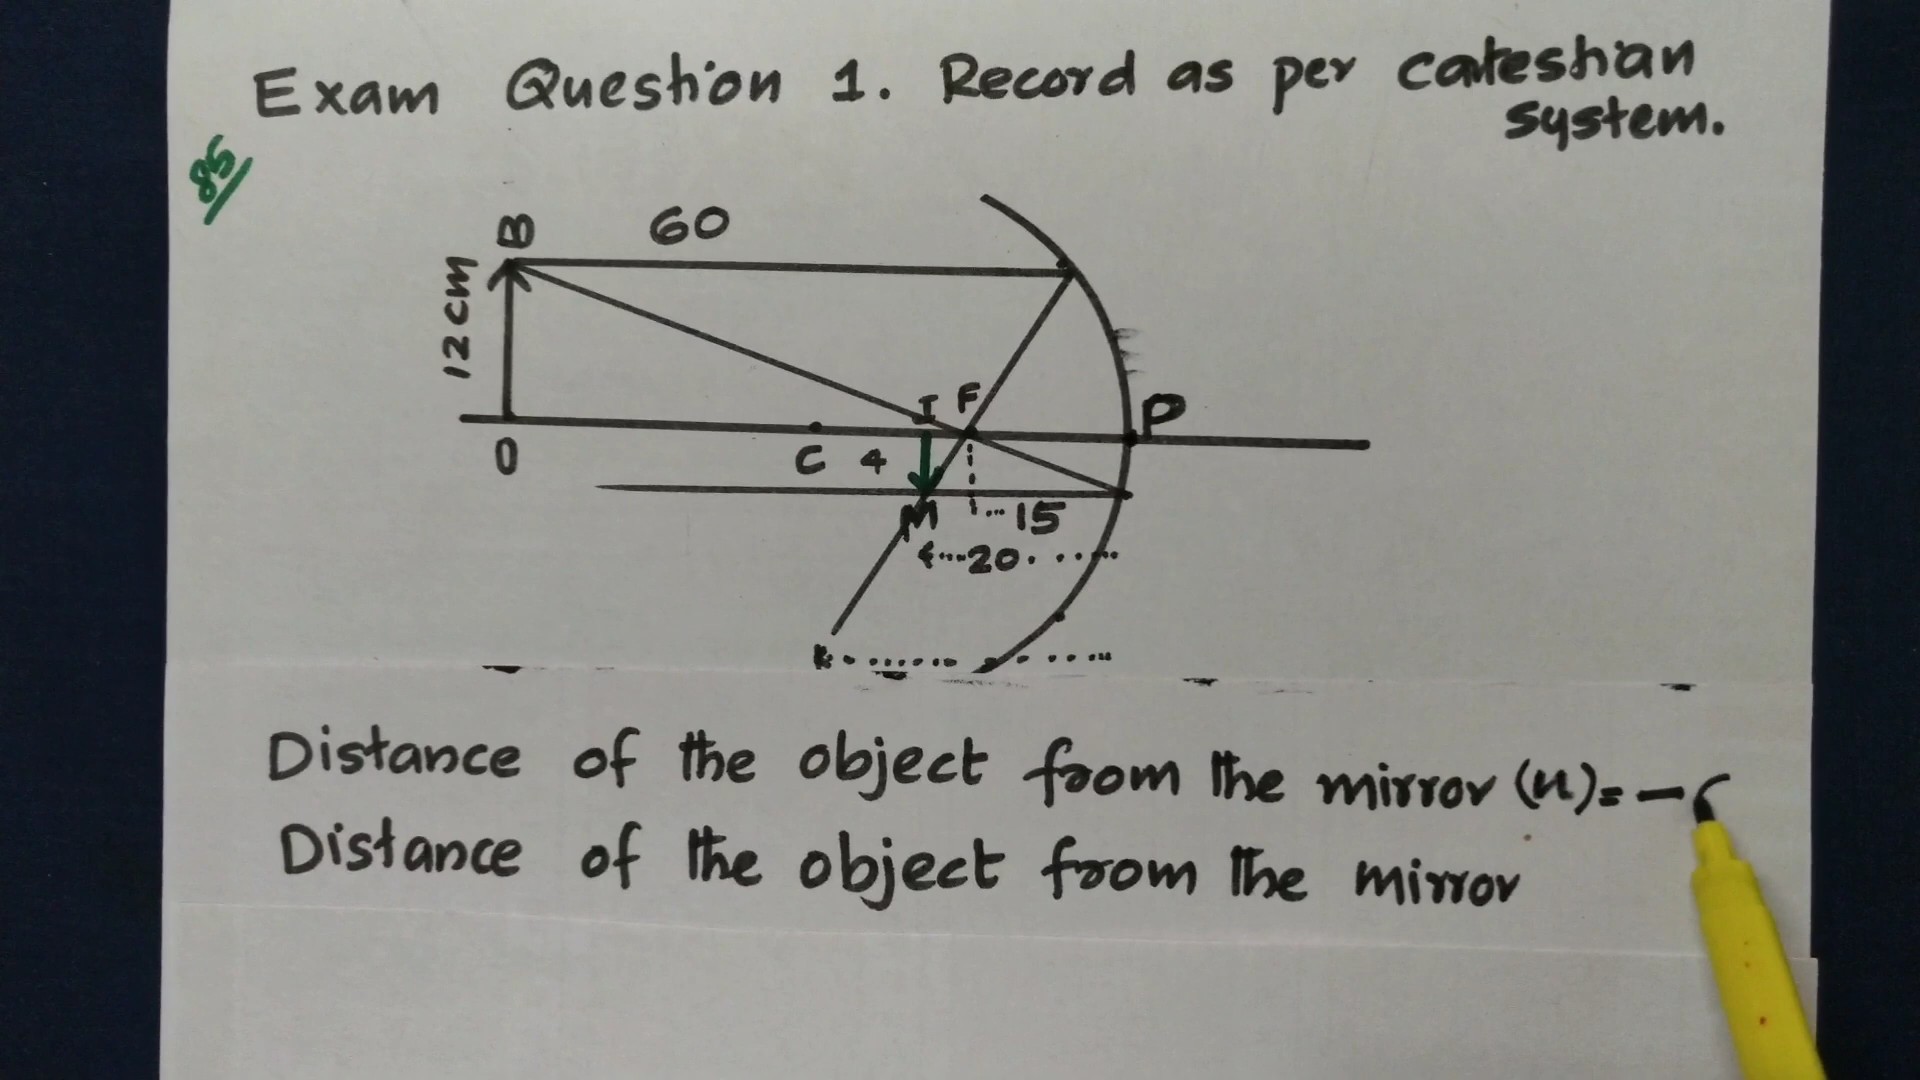 Exam Question 1. Record as per cateshian
system.
85
B
60
12cm
I F
P
O
C 4
M
15
20
Distance of the object from the mirror (u)= -
Distance of the object from the mirror